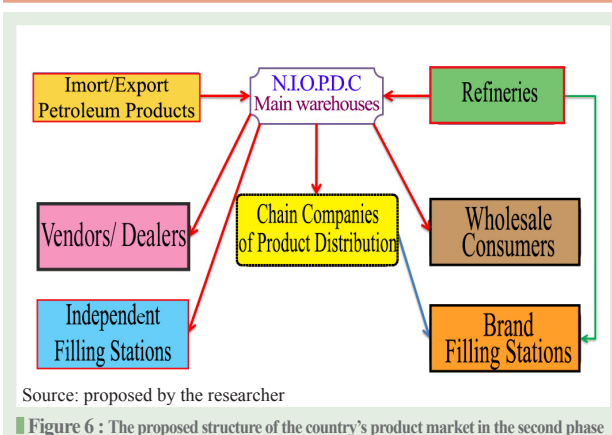 Imort/Export
Petroleum Products
N.I.O.P.D.C
Main warehouses
Refineries
Vendors/ Dealers
Chain Companies
of Product Distribution
Wholesale
Consumers
Independent
Filling Stations
Brand
Filling Stations
Source: proposed by the researcher
Figure 6 : The proposed structure of the country's product market in the second phase